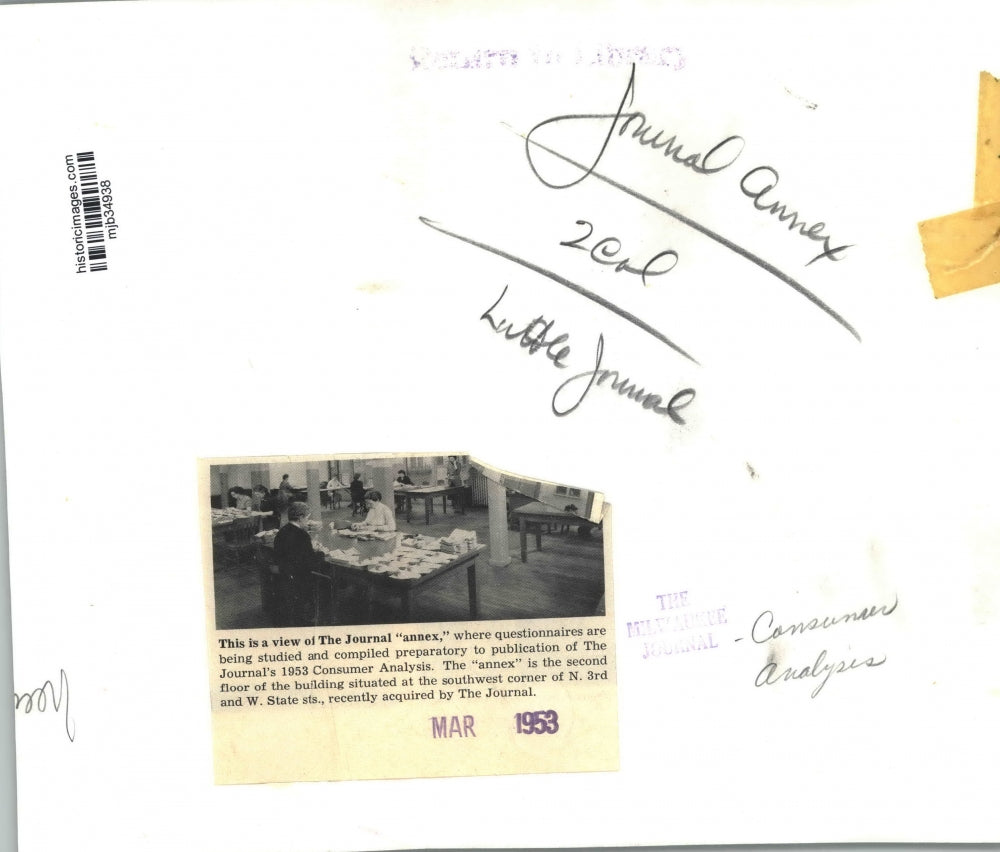 Return to Library
Journal Annex
2 Col
Little Journal
historicimages.com
mjb34938
This is a view of The Journal “annex,” where questionnaires are
being studied and compiled preparatory to publication of The
Journal's 1953 Consumer Analysis. The “annex” is the second
floor of the building situated at the southwest corner of N. 3rd
and W. State sts., recently acquired by The Journal.
MAR 1953
THE
MILWAUKEE
JOURNAL
- Consumer
Analysis